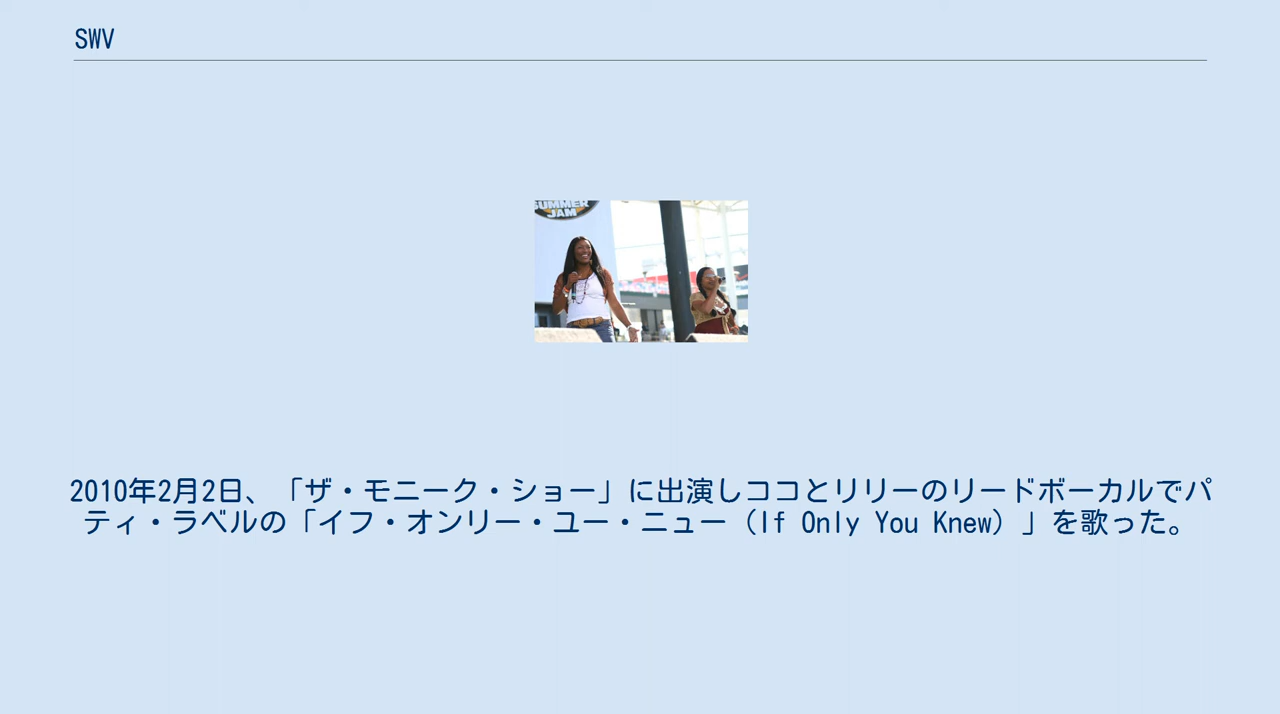 SWV
SUMMER
JAM
2010年2月2日、「ザ・モニーク・ショー」に出演しココとリリーのリードボーカルでパ
ティ・ラベルの「イフ・オンリー・ユー・ニュー（If Only You Knew）」を歌った。